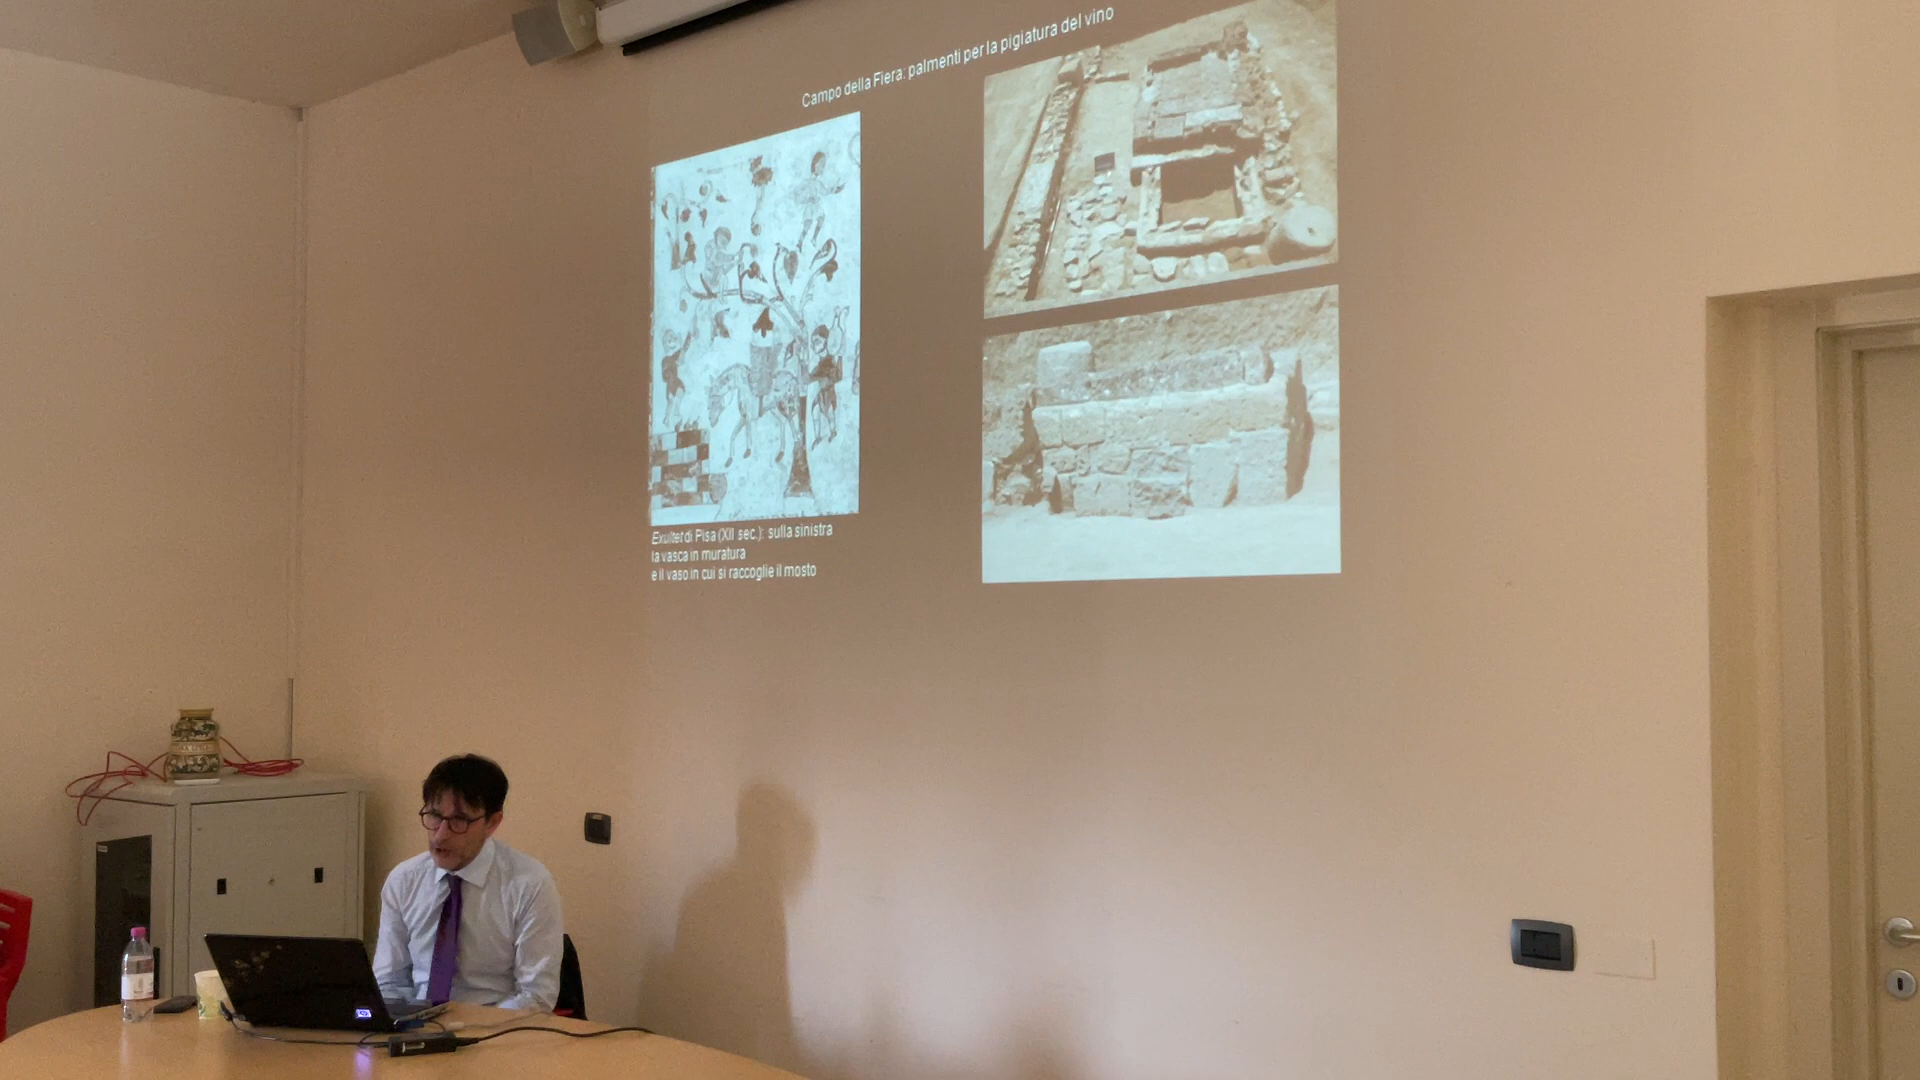 Campo della Fiera: palmenti per la pigiatura del vino
Exultet di Pisa (XII sec.): sulla sinistra
la vasca in muratura
e il vaso in cui si raccoglie il mosto